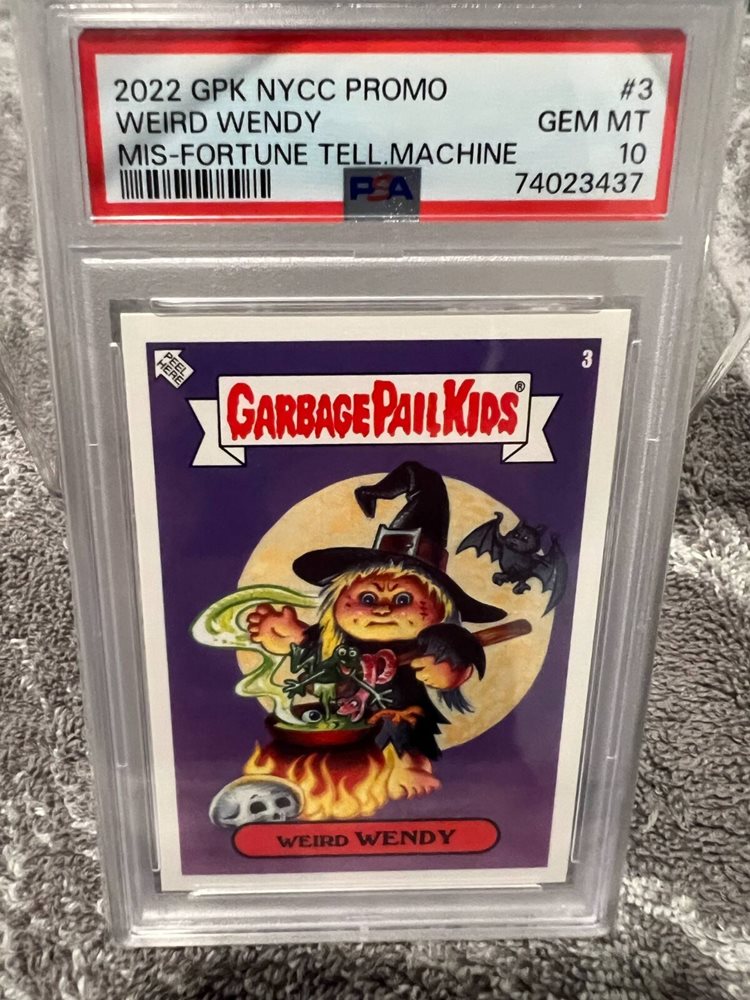 2022 GPK NYCC PROMO #3
WEIRD WENDY GEM MT
MIS-FORTUNE TELL.MACHINE 10
PSA 74023437
PEEL HERE
3
GARBAGE PAIL KIDS®
WEIRD WENDY